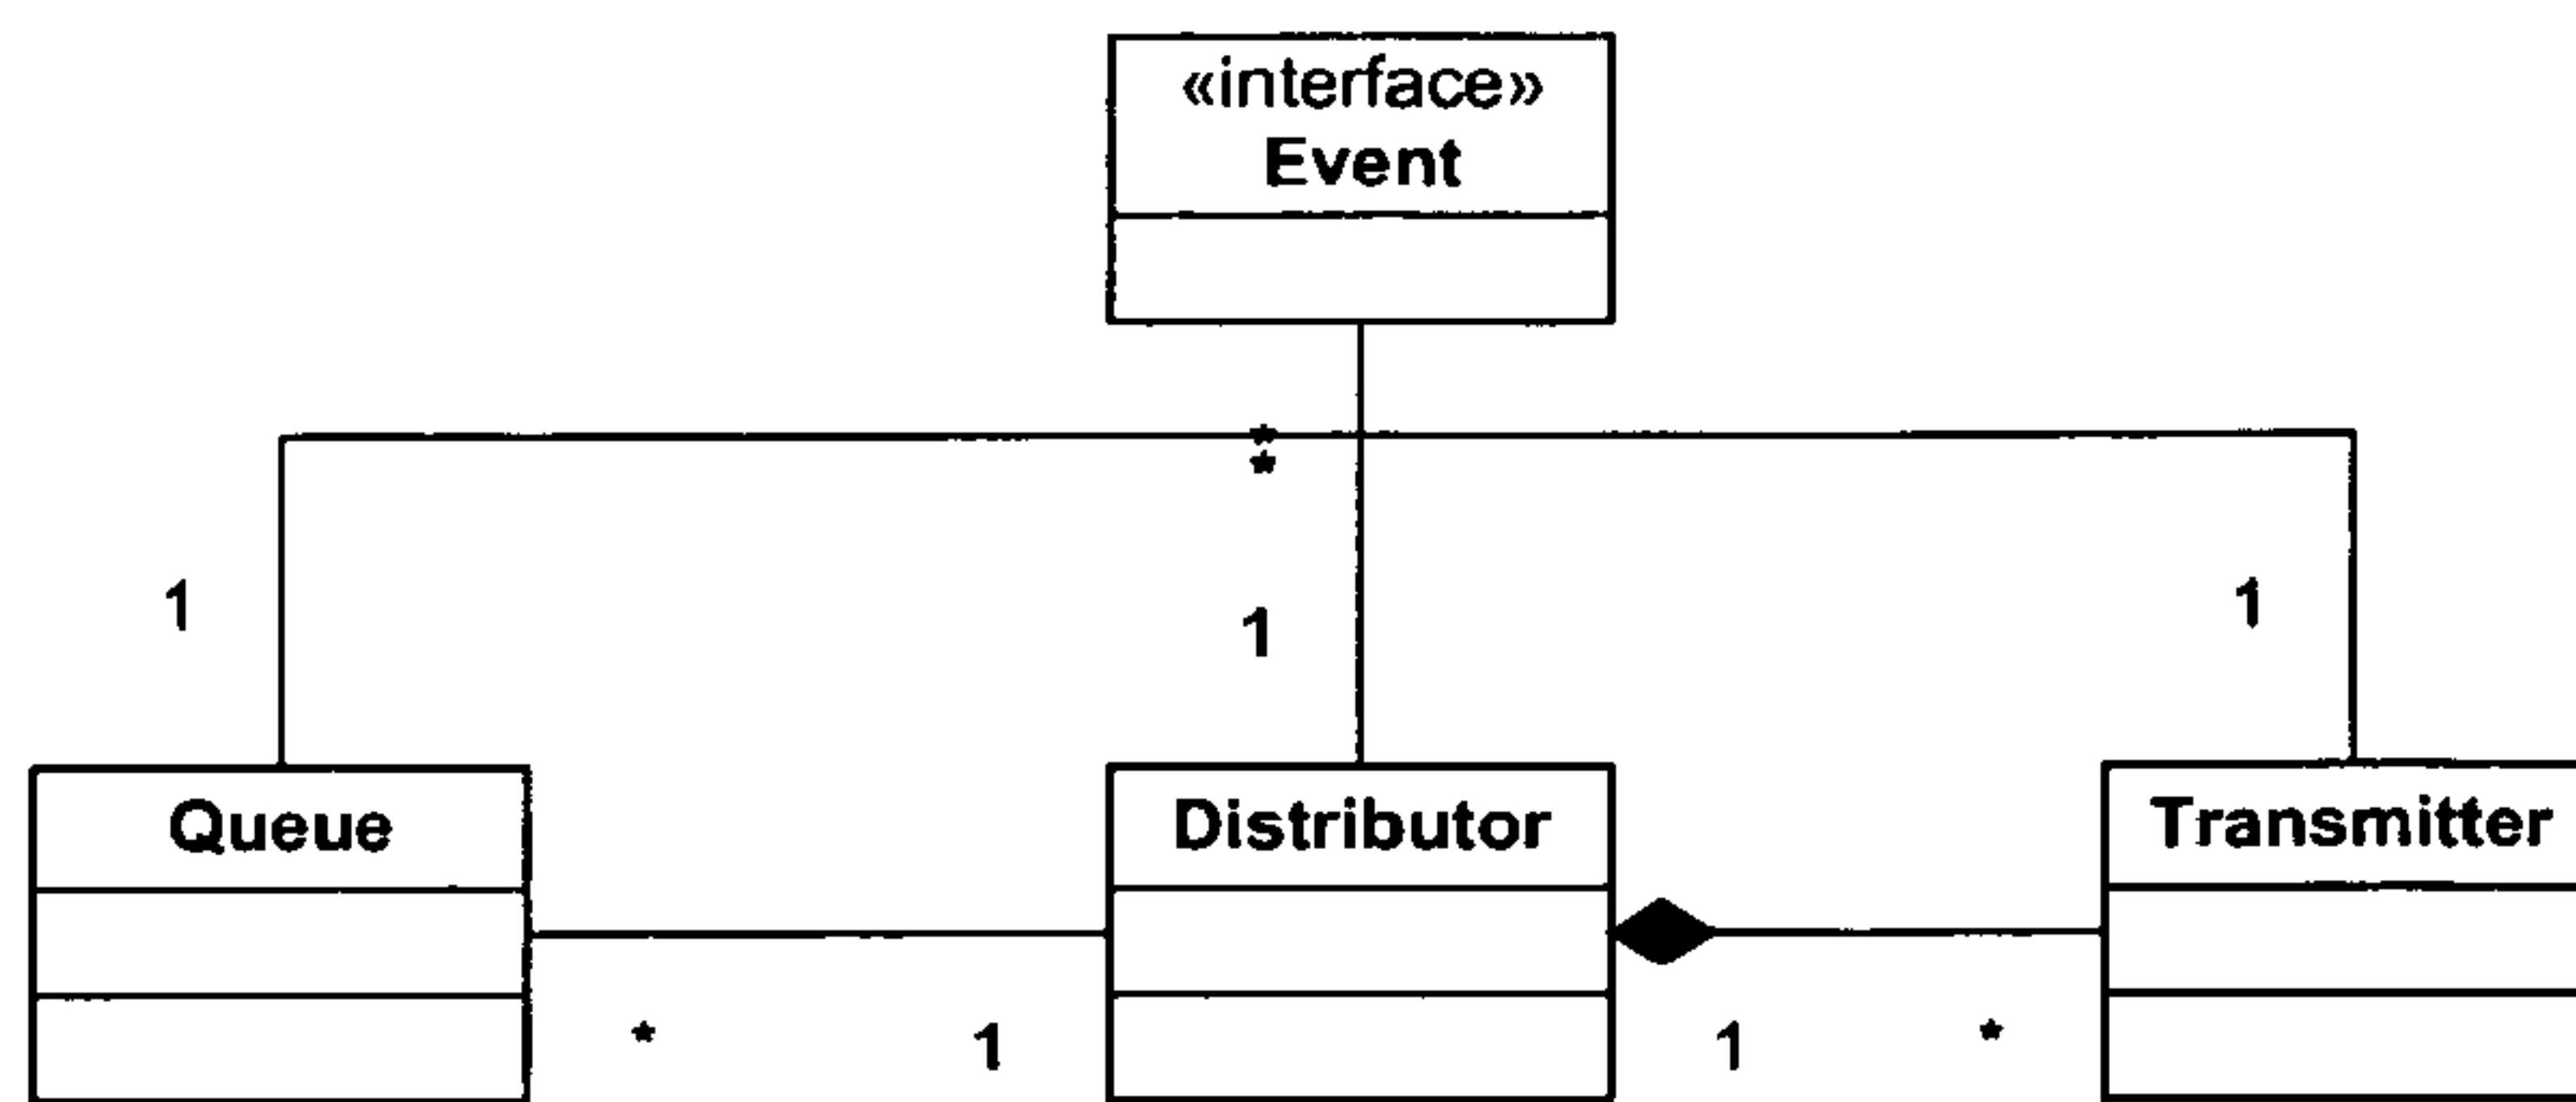 «interface»
Event
*
*
1
1
1
Queue
Distributor
Transmitter
*
1
1
*